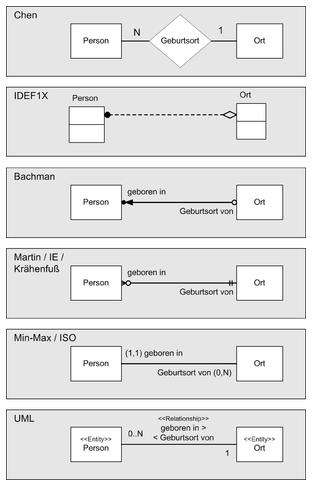 Chen
Person
N
Geburtsort
1
Ort
IDEF1X
Person
Ort
Bachman
Person
geboren in
Geburtsort von
Ort
Martin / IE /
Krähenfuß
Person
geboren in
Geburtsort von
Ort
Min-Max / ISO
Person
(1,1) geboren in
Geburtsort von (0,N)
Ort
UML
<<Entity>>
Person
0..N
<<Relationship>>
geboren in >
< Geburtsort von
1
<<Entity>>
Ort